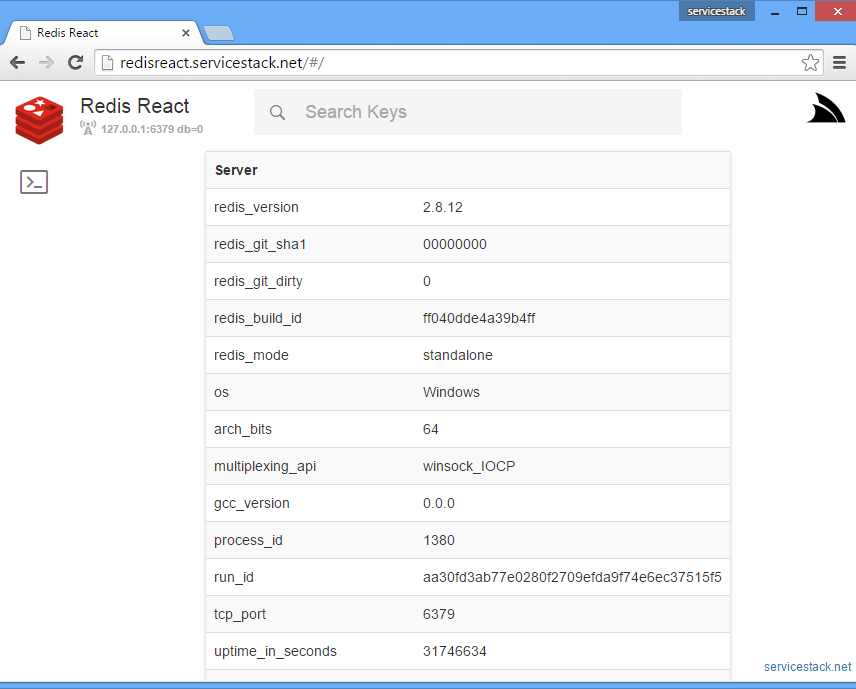 servicestack
Redis React
redisreact.servicestack.net/#/
Redis React
127.0.0.1:6379 db=0
Search Keys
Server
redis_version 2.8.12
redis_git_sha1 00000000
redis_git_dirty 0
redis_build_id ff040dde4a39b4ff
redis_mode standalone
os Windows
arch_bits 64
multiplexing_api winsock_IOCP
gcc_version 0.0.0
process_id 1380
run_id aa30fd3ab77e0280f2709efda9f74e6ec37515f5
tcp_port 6379
uptime_in_seconds 31746634
servicestack.net